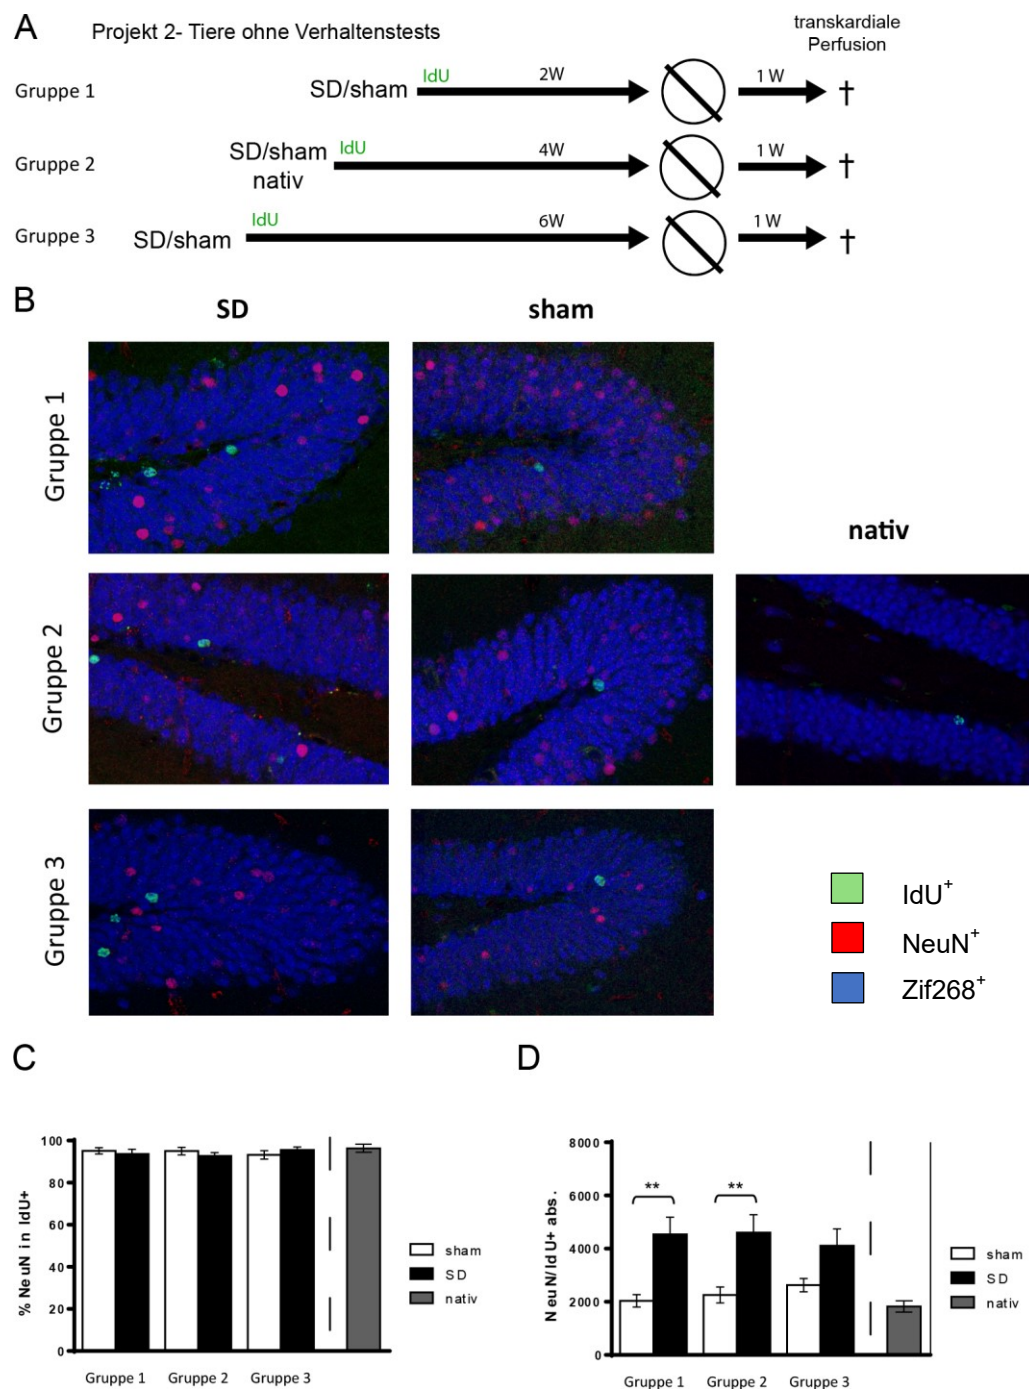 A
Projekt 2- Tiere ohne Verhaltenstests
transkardiale
Perfusion
Gruppe 1
SD/sham
IdU
2W
1 W
†
Gruppe 2
SD/sham
nativ
IdU
4W
1 W
†
Gruppe 3
SD/sham
IdU
6W
1 W
†
B
SD
sham
Gruppe 1
nativ
Gruppe 2
Gruppe 3
IdU+
NeuN+
Zif268+
C
% NeuN in IdU+
100
80
60
40
20
0
Gruppe 1
Gruppe 2
Gruppe 3
sham
SD
nativ
D
NeuN/IdU+ abs.
8000
6000
4000
2000
0
**
**
Gruppe 1
Gruppe 2
Gruppe 3
sham
SD
nativ